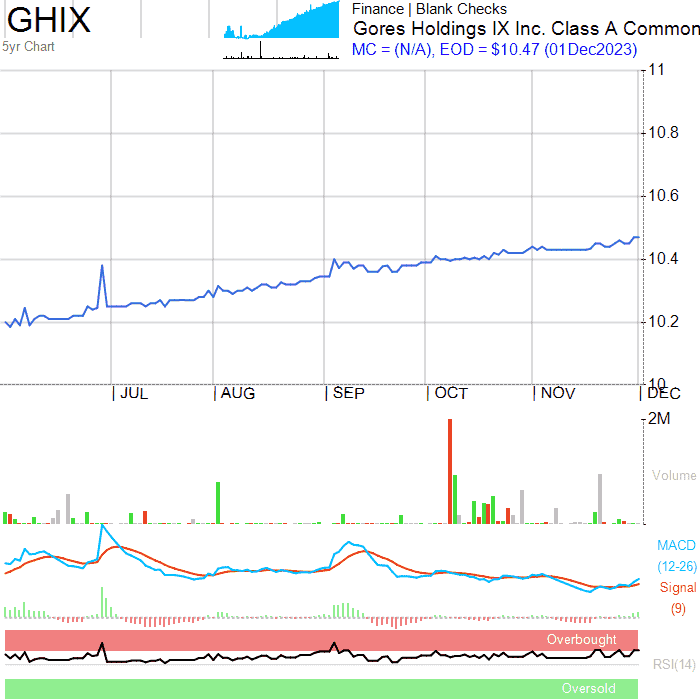 GHIX
5yr Chart
Finance | Blank Checks
Gores Holdings IX Inc. Class A Common
MC = (N/A), EOD = $10.47 (01Dec2023)
11
10.8
10.6
10.4
10.2
10
JUL
AUG
SEP
OCT
NOV
DEC
2M
Volume
MACD
(12-26)
Signal
(9)
Overbought
RSI(14)
Oversold